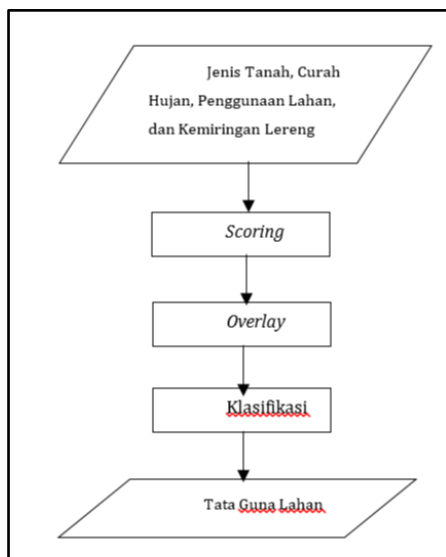 Jenis Tanah, Curah
Hujan, Penggunaan Lahan,
dan Kemiringan Lereng
Scoring
Overlay
Klasifikasi
Tata Guna Lahan